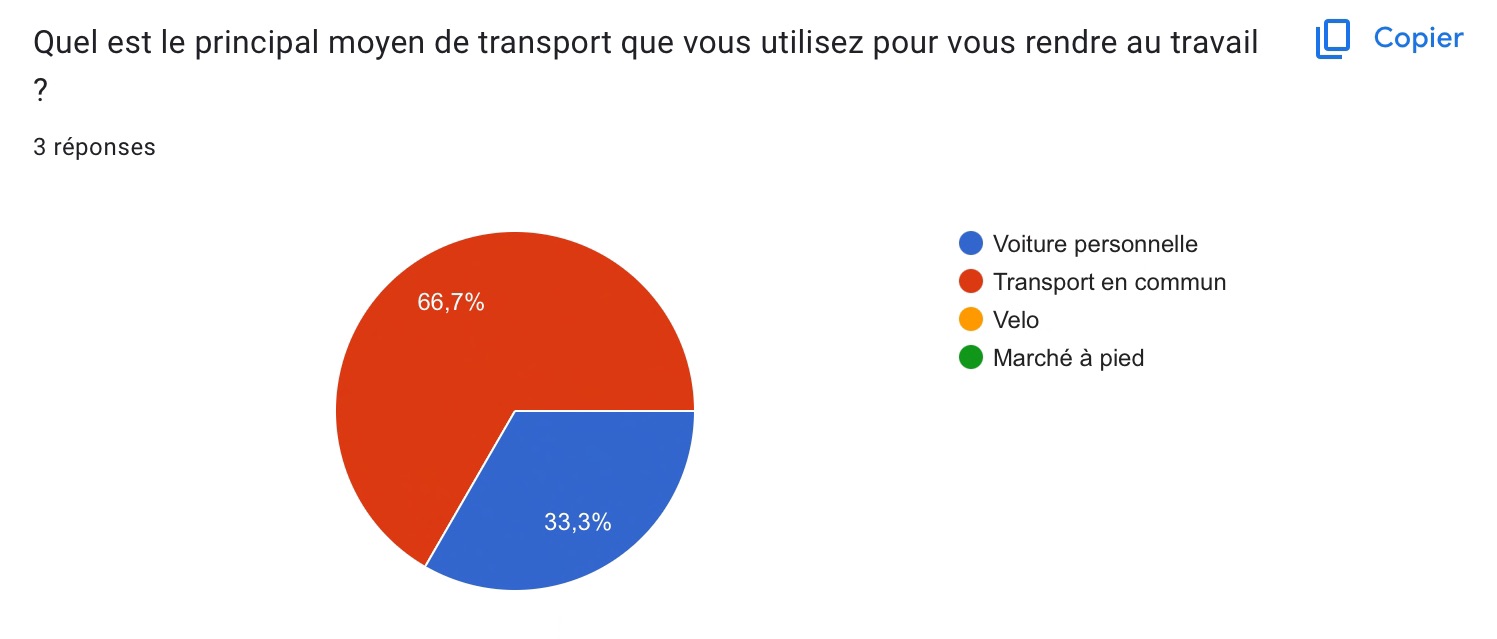 Quel est le principal moyen de transport que vous utilisez pour vous rendre au travail
?
Copier
3 réponses
66,7%
33,3%
Voiture personnelle
Transport en commun
Velo
Marché à pied